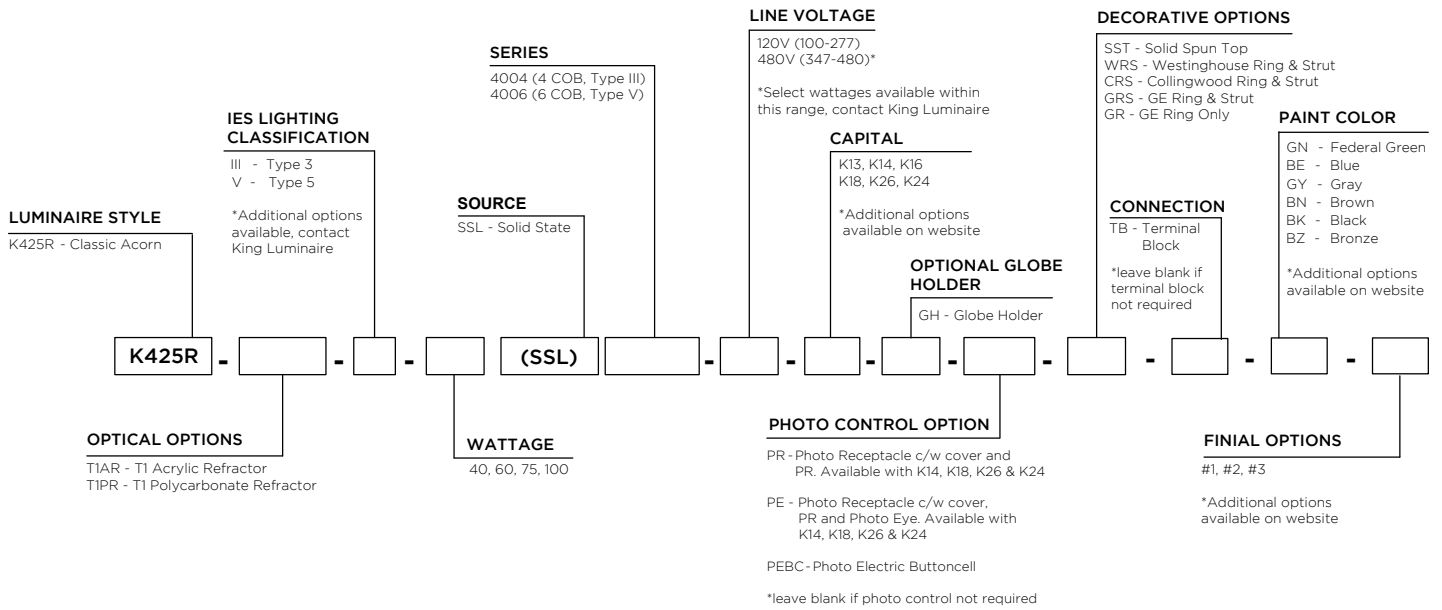 LUMINAIRE STYLE
K425R - Classic Acorn
IES LIGHTING
CLASSIFICATION
III - Type 3
V - Type 5
*Additional options
available, contact
King Luminaire
SOURCE
SSL - Solid State
SERIES
4004 (4 COB, Type III)
4006 (6 COB, Type V)
LINE VOLTAGE
120V (100-277)
480V (347-480)*
*Select wattages available within
this range, contact King Luminaire
CAPITAL
K13, K14, K16
K18, K26, K24
*Additional options
available on website
OPTIONAL GLOBE
HOLDER
GH - Globe Holder
DECORATIVE OPTIONS
SST - Solid Spun Top
WRS - Westinghouse Ring & Strut
CRS - Collingwood Ring & Strut
GRS - GE Ring & Strut
GR - GE Ring Only
CONNECTION
TB - Terminal
Block
*leave blank if
terminal block
not required
PAINT COLOR
GN - Federal Green
BE - Blue
GY - Gray
BN - Brown
BK - Black
BZ - Bronze
*Additional options
available on website
K425R - - - (SSL) - - - - - - - -
OPTICAL OPTIONS
T1AR - T1 Acrylic Refractor
T1PR - T1 Polycarbonate Refractor
WATTAGE
40, 60, 75, 100
PHOTO CONTROL OPTION
PR - Photo Receptacle c/w cover and
PR. Available with K14, K18, K26 & K24
PE - Photo Receptacle c/w cover,
PR and Photo Eye. Available with
K14, K18, K26 & K24
PEBC - Photo Electric Buttoncell
*leave blank if photo control not required
FINIAL OPTIONS
#1, #2, #3
*Additional options
available on website